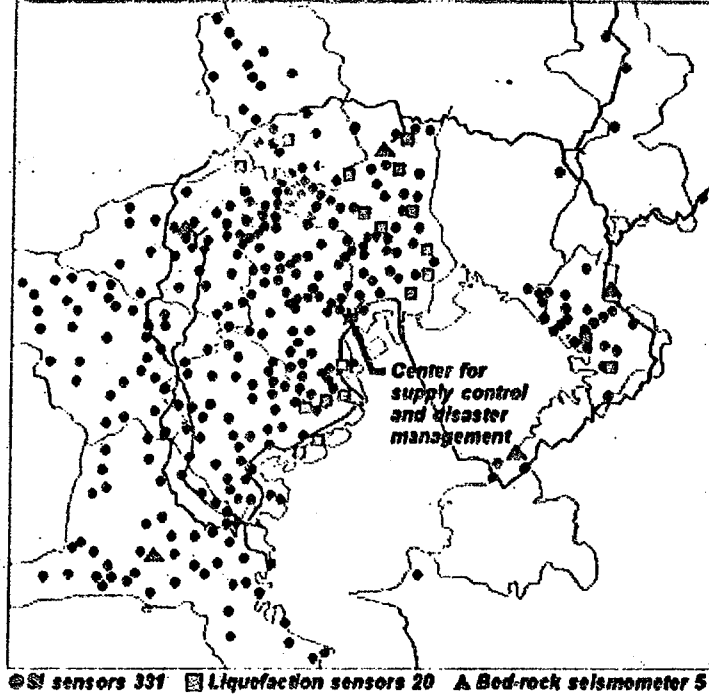 Center for
supply control
and disaster
management
SI sensors 331 Liquefaction sensors 20 Bed-rock seismometer 5